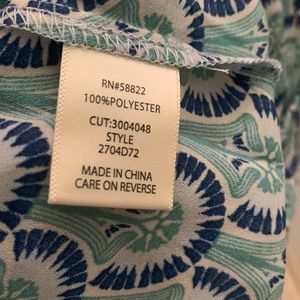 RN#58822
100%POLYESTER
CUT:3004048
STYLE
2704D72
MADE IN CHINA
CARE ON REVERSE